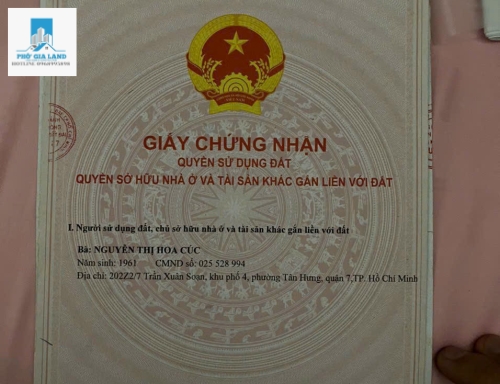 PHỐ GIA LAND
GIẤY CHỨNG NHẬN
QUYỀN SỬ DỤNG ĐẤT
QUYỀN SỞ HỮU NHÀ Ở VÀ TÀI SẢN KHÁC GẮN LIỀN VỚI ĐẤT
I. Người sử dụng đất, chủ sở hữu nhà ở và tài sản khác gắn liền với đất
Bà: NGUYỄN THỊ HOA CÚC
Năm sinh: 1961 CMND số: 025 528 994
Địa chỉ: 202Z2/7 Trần Xuân Soạn, khu phố 4, phường Tân Hưng, quận 7,TP. Hồ Chí Minh